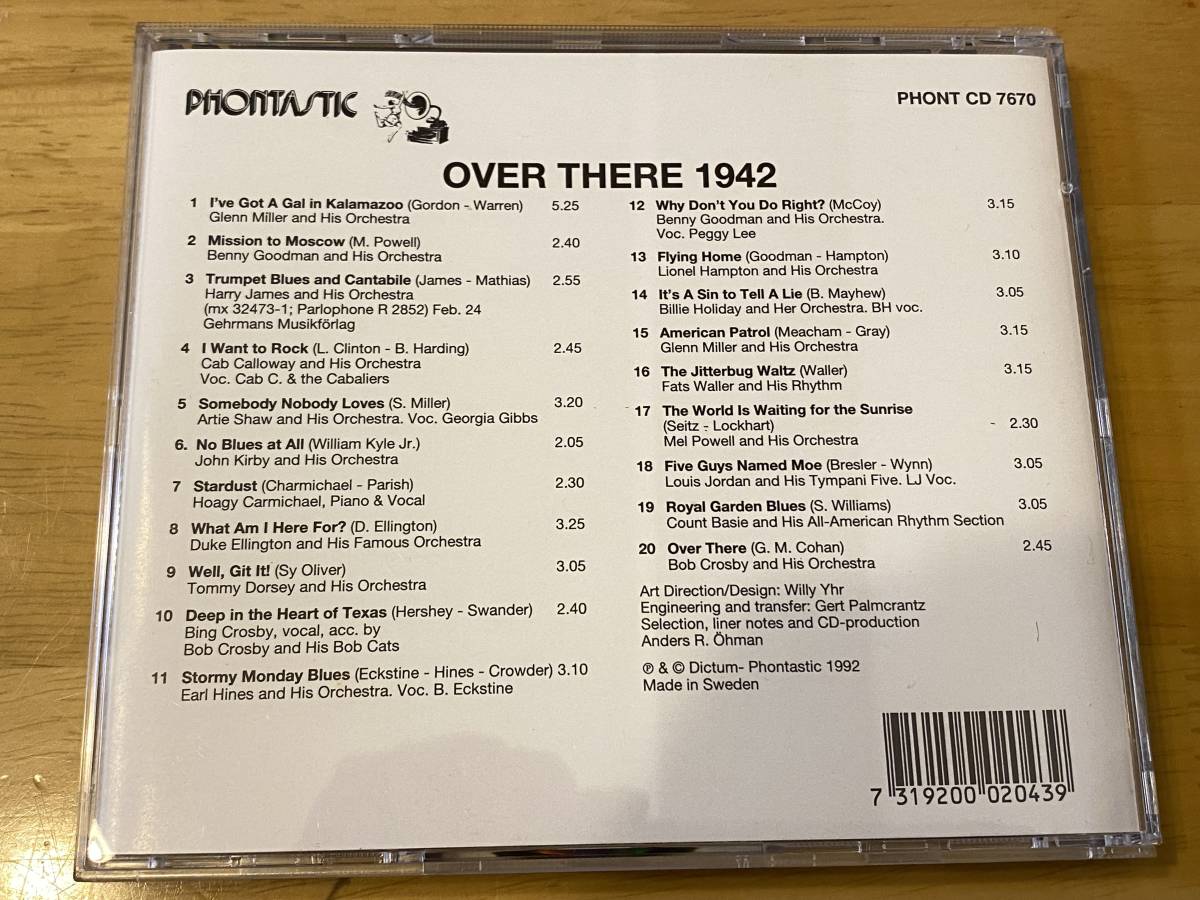 PHONTASTIC
PHONT CD 7670
OVER THERE 1942
1 I've Got A Gal in Kalamazoo (Gordon - Warren) 5.25
Glenn Miller and His Orchestra
2 Mission to Moscow (M. Powell) 2.40
Benny Goodman and His Orchestra
3 Trumpet Blues and Cantabile (James - Mathias) 2.55
Harry James and His Orchestra
(mx 32473-1; Parlophone R 2852) Feb. 24
Gehrmans Musikförlag
4 I Want to Rock (L. Clinton - B. Harding) 2.45
Cab Calloway and His Orchestra
Voc. Cab C. & the Cabaliers
5 Somebody Nobody Loves (S. Miller) 3.20
Artie Shaw and His Orchestra. Voc. Georgia Gibbs
6. No Blues at All (William Kyle Jr.) 2.05
John Kirby and His Orchestra
7 Stardust (Charmichael - Parish) 2.30
Hoagy Carmichael, Piano & Vocal
8 What Am I Here For? (D. Ellington) 3.25
Duke Ellington and His Famous Orchestra
9 Well, Git It! (Sy Oliver) 3.05
Tommy Dorsey and His Orchestra
10 Deep in the Heart of Texas (Hershey - Swander) 2.40
Bing Crosby, vocal, acc. by
Bob Crosby and His Bob Cats
11 Stormy Monday Blues (Eckstine - Hines - Crowder) 3.10
Earl Hines and His Orchestra. Voc. B. Eckstine
12 Why Don't You Do Right? (McCoy) 3.15
Benny Goodman and His Orchestra.
Voc. Peggy Lee
13 Flying Home (Goodman - Hampton) 3.10
Lionel Hampton and His Orchestra
14 It's A Sin to Tell A Lie (B. Mayhew) 3.05
Billie Holiday and Her Orchestra. BH voc.
15 American Patrol (Meacham - Gray) 3.15
Glenn Miller and His Orchestra
16 The Jitterbug Waltz (Waller) 3.15
Fats Waller and His Rhythm
17 The World Is Waiting for the Sunrise
(Seitz - Lockhart) - 2.30
Mel Powell and His Orchestra
18 Five Guys Named Moe (Bresler - Wynn) 3.05
Louis Jordan and His Tympani Five. LJ Voc.
19 Royal Garden Blues (S. Williams) 3.05
Count Basie and His All-American Rhythm Section
20 Over There (G. M. Cohan) 2.45
Bob Crosby and His Orchestra
Art Direction/Design: Willy Yhr
Engineering and transfer: Gert Palmcrantz
Selection, liner notes and CD-production
Anders R. Öhman
℗ & © Dictum- Phontastic 1992
Made in Sweden
7 319200 020439